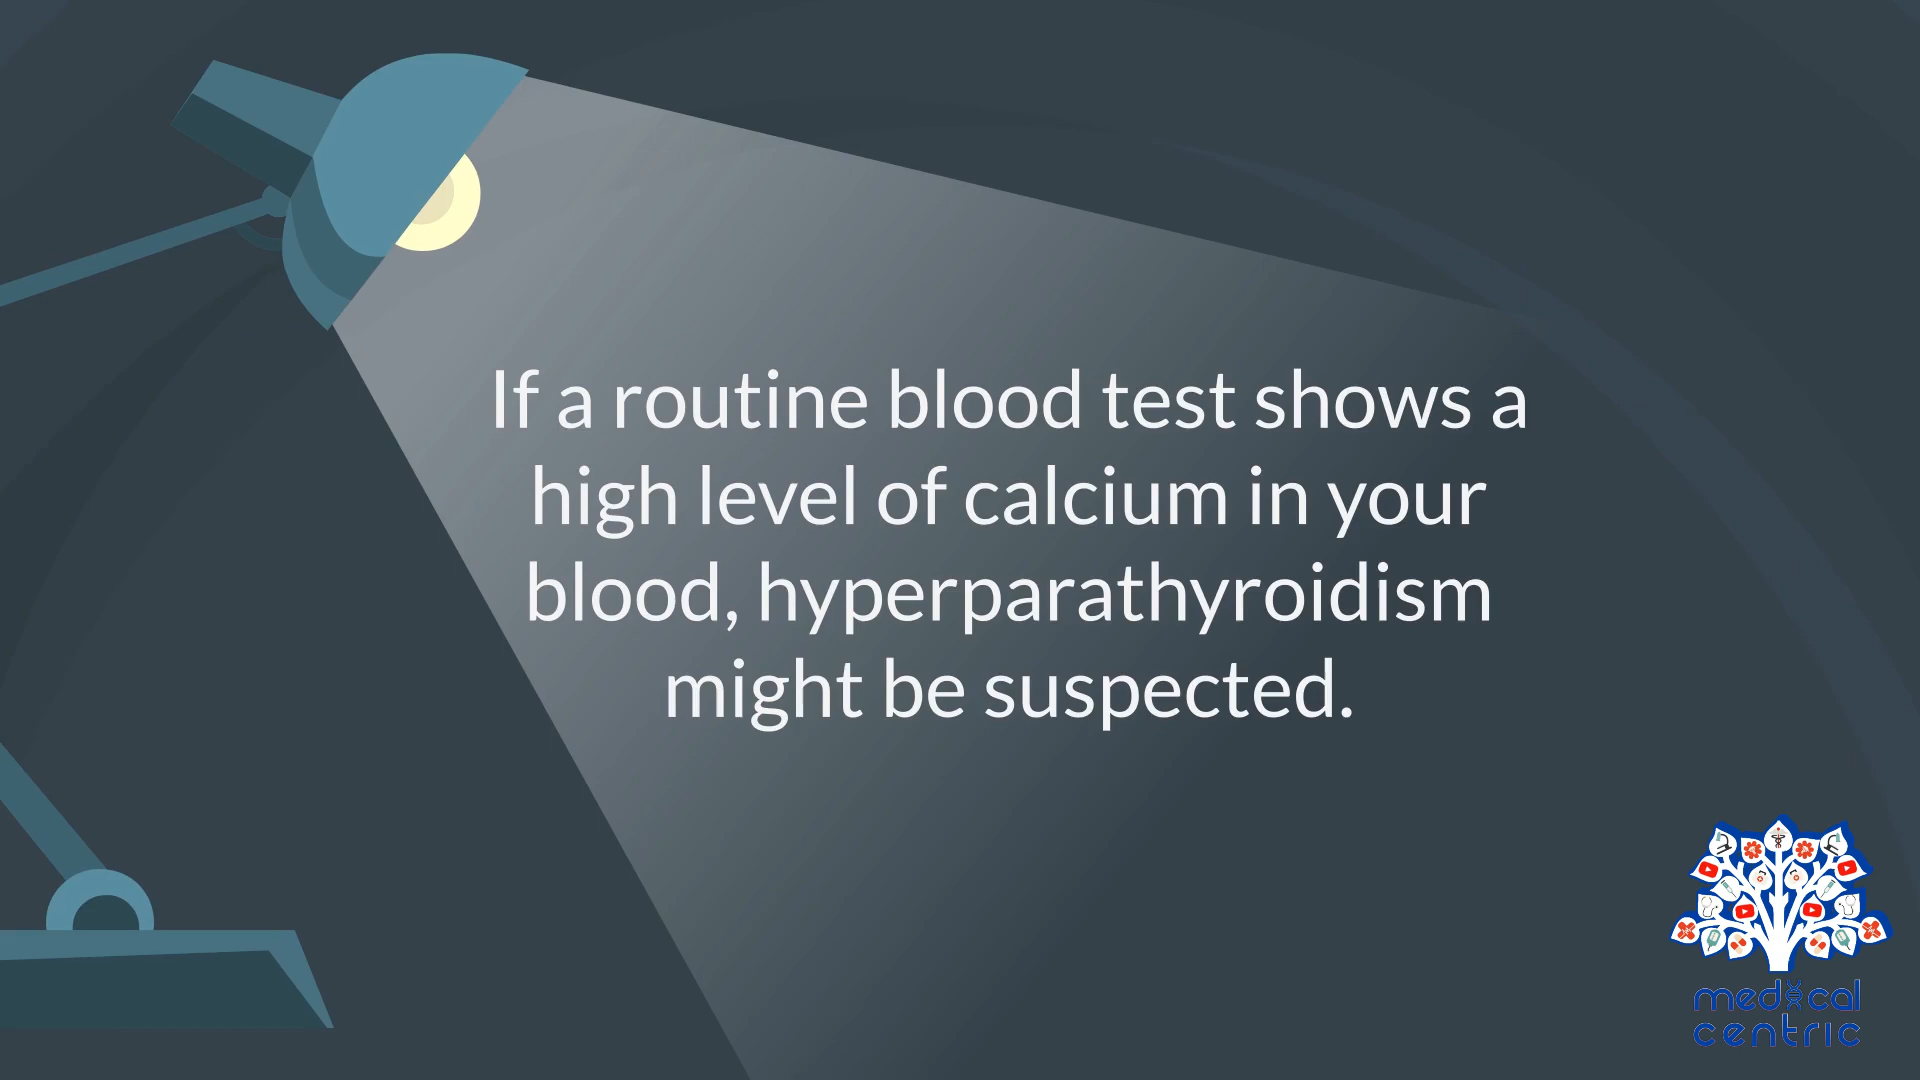 If a routine blood test shows a
high level of calcium in your
blood, hyperparathyroidism
might be suspected.
medical
centric